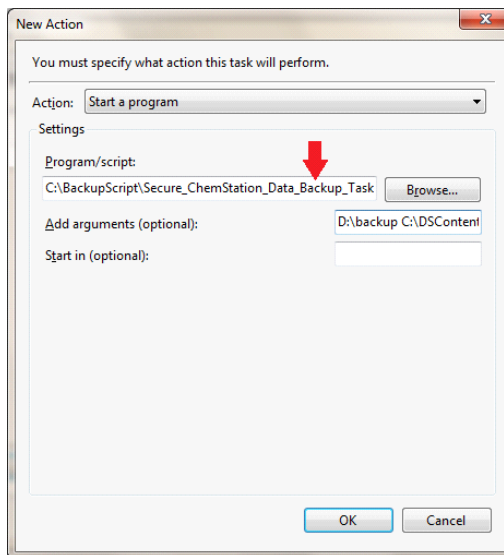 New Action
You must specify what action this task will perform.
Action: Start a program
Settings
Program/script:
C:\BackupScript\Secure_ChemStation_Data_Backup_Task Browse...
Add arguments (optional): D:\backup C:\DSContent
Start in (optional):
OK Cancel